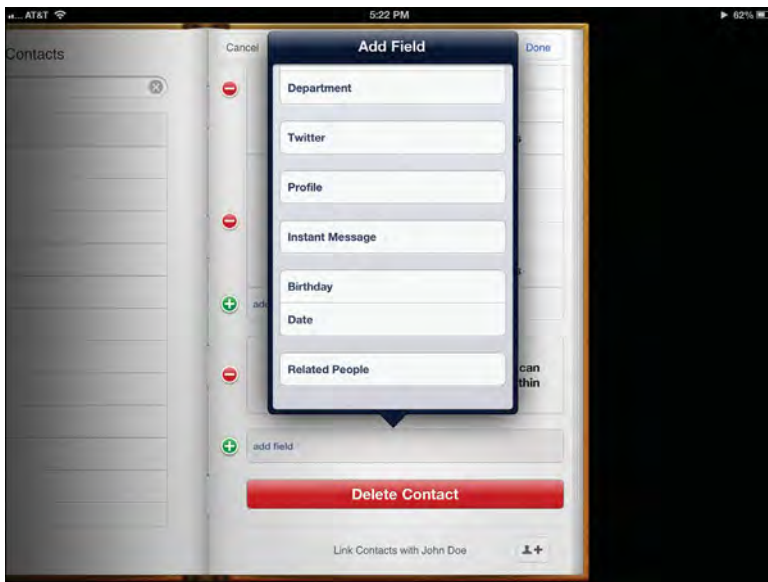 AT&T
5:22 PM
62%
Contacts
Cancel
Add Field
Done
Department
Twitter
Profile
Instant Message
Birthday
Date
Related People
can
thin
add field
Delete Contact
Link Contacts with John Doe